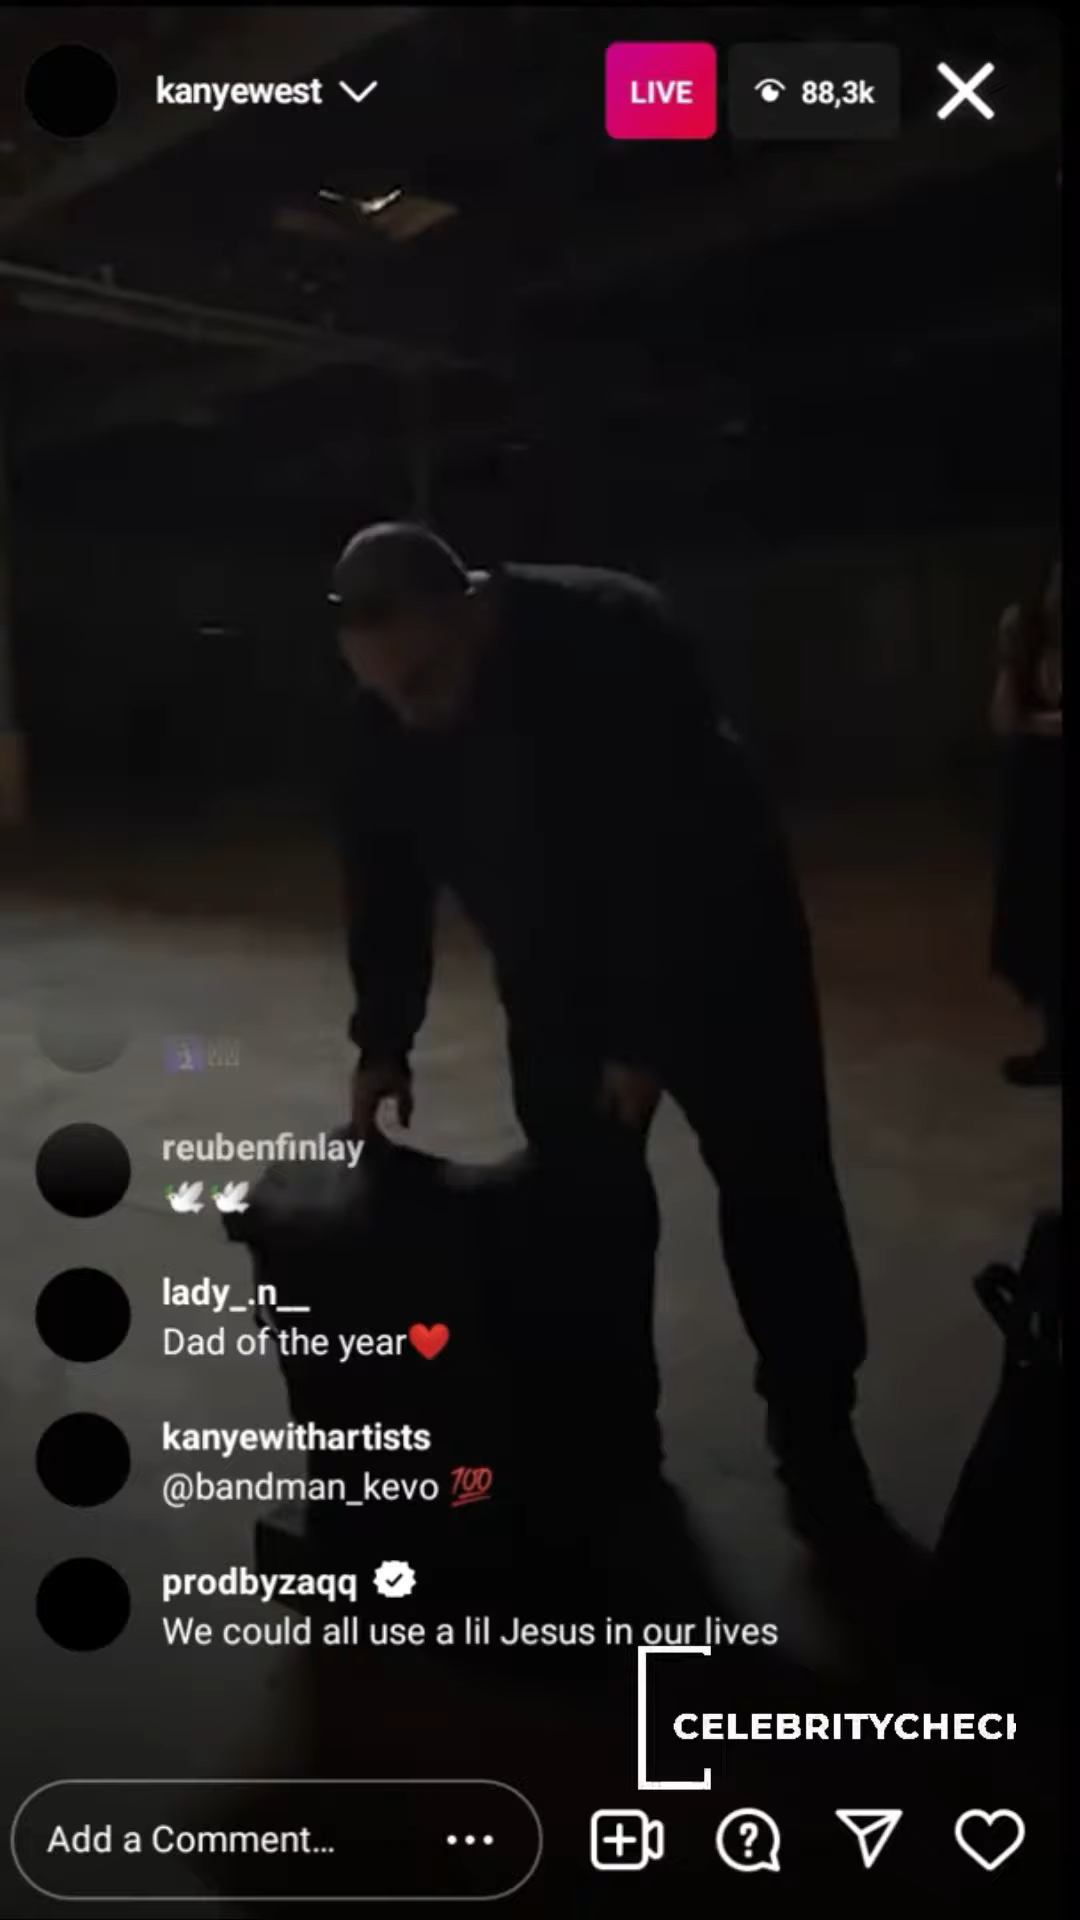 kanyewest
LIVE
88,3k
reubenfinlay
🕊️🕊️
lady_.n__
Dad of the year❤️
kanyewithartists
@bandman_kevo 💯
prodbyzaqq
We could all use a lil Jesus in our lives
CELEBRITYCHECK
Add a Comment...